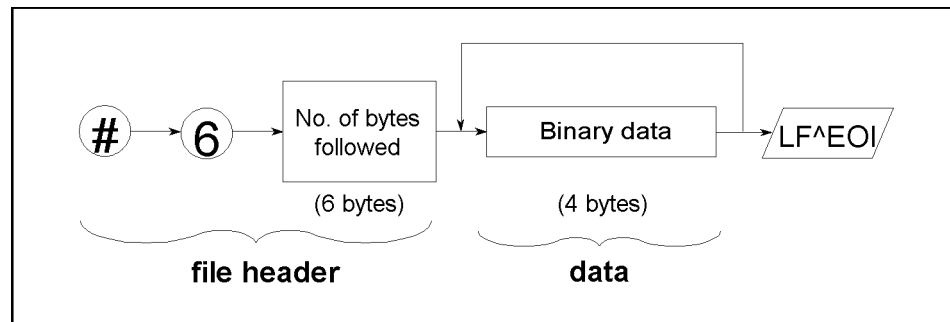 #
6
No. of bytes
followed
Binary data
LF^EOI
(6 bytes)
(4 bytes)
file header
data